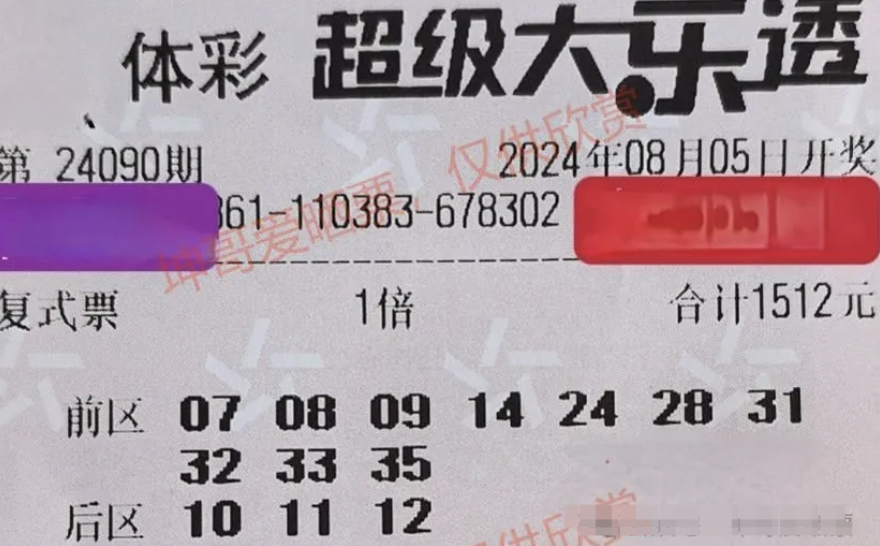 体彩 超级大乐透
第 24090期 2024年08月05日开奖
361-110383-678302
复式票 1倍 合计1512元
前区 07 08 09 14 24 28 31
32 33 35
后区 10 11 12
坤哥爱晒票，仅供欣赏
仅供欣赏